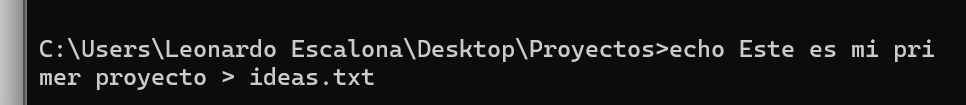 C:\Users\Leonardo Escalona\Desktop\Proyectos>echo Este es mi pri
mer proyecto > ideas.txt